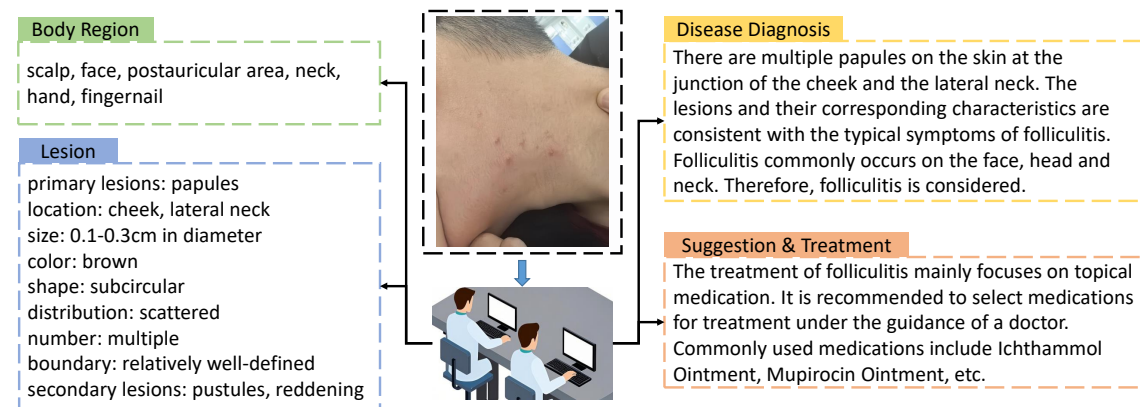 Body Region
scalp, face, postauricular area, neck,
hand, fingernail
Lesion
primary lesions: papules
location: cheek, lateral neck
size: 0.1-0.3cm in diameter
color: brown
shape: subcircular
distribution: scattered
number: multiple
boundary: relatively well-defined
secondary lesions: pustules, reddening
Disease Diagnosis
There are multiple papules on the skin at the
junction of the cheek and the lateral neck. The
lesions and their corresponding characteristics are
consistent with the typical symptoms of folliculitis.
Folliculitis commonly occurs on the face, head and
neck. Therefore, folliculitis is considered.
Suggestion & Treatment
The treatment of folliculitis mainly focuses on topical
medication. It is recommended to select medications
for treatment under the guidance of a doctor.
Commonly used medications include Ichthammol
Ointment, Mupirocin Ointment, etc.